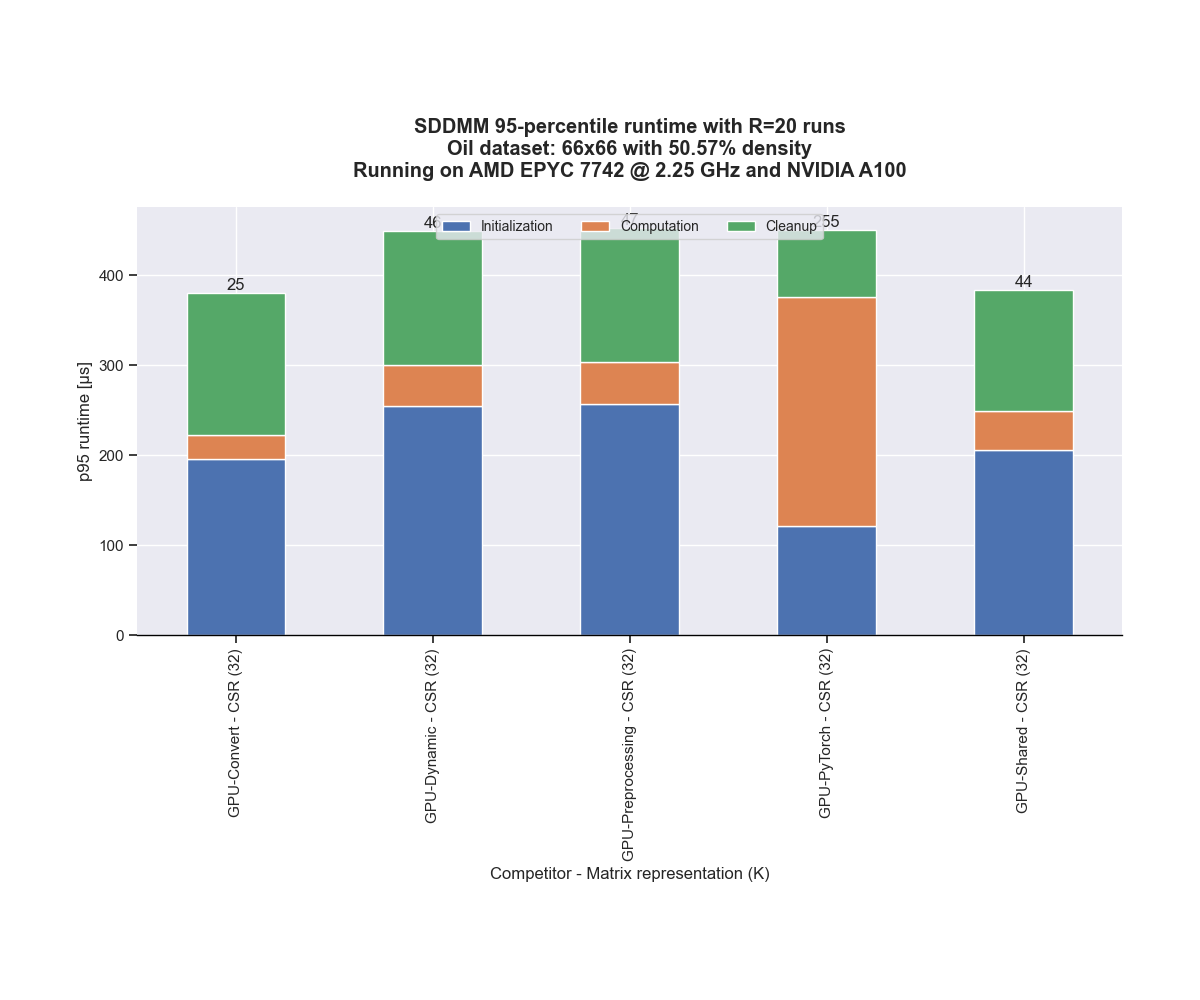 SDDMM 95-percentile runtime with R=20 runs
Oil dataset: 66x66 with 50.57% density
Running on AMD EPYC 7742 @ 2.25 GHz and NVIDIA A100
Initialization
Computation
Cleanup
25
46
47
255
44
p95 runtime [µs]
400
300
200
100
0
GPU-Convert - CSR (32)
GPU-Dynamic - CSR (32)
GPU-Preprocessing - CSR (32)
GPU-PyTorch - CSR (32)
GPU-Shared - CSR (32)
Competitor - Matrix representation (K)